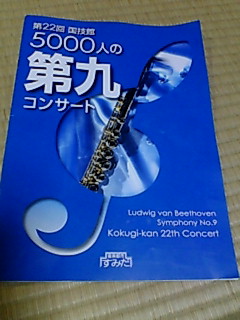 第22回 国技館
5000人の
第九
コンサート
Ludwig van Beethoven
Symphony No.9
Kokugi-kan 22th Concert
すみだ